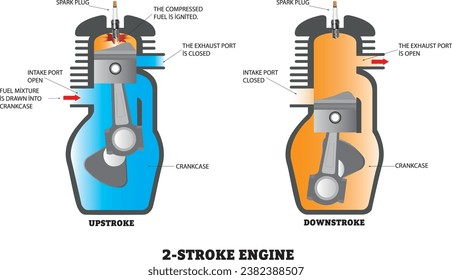 SPARK PLUG
THE COMPRESSED
FUEL IS IGNITED.
THE EXHAUST PORT
IS CLOSED
INTAKE PORT
OPEN
FUEL MIXTURE
IS DRAWN INTO
CRANKCASE
CRANKCASE
UPSTROKE
SPARK PLUG
THE EXHAUST PORT
IS OPEN
INTAKE PORT
CLOSED
CRANKCASE
DOWNSTROKE
2-STROKE ENGINE
shutterstock.com · 2382388507